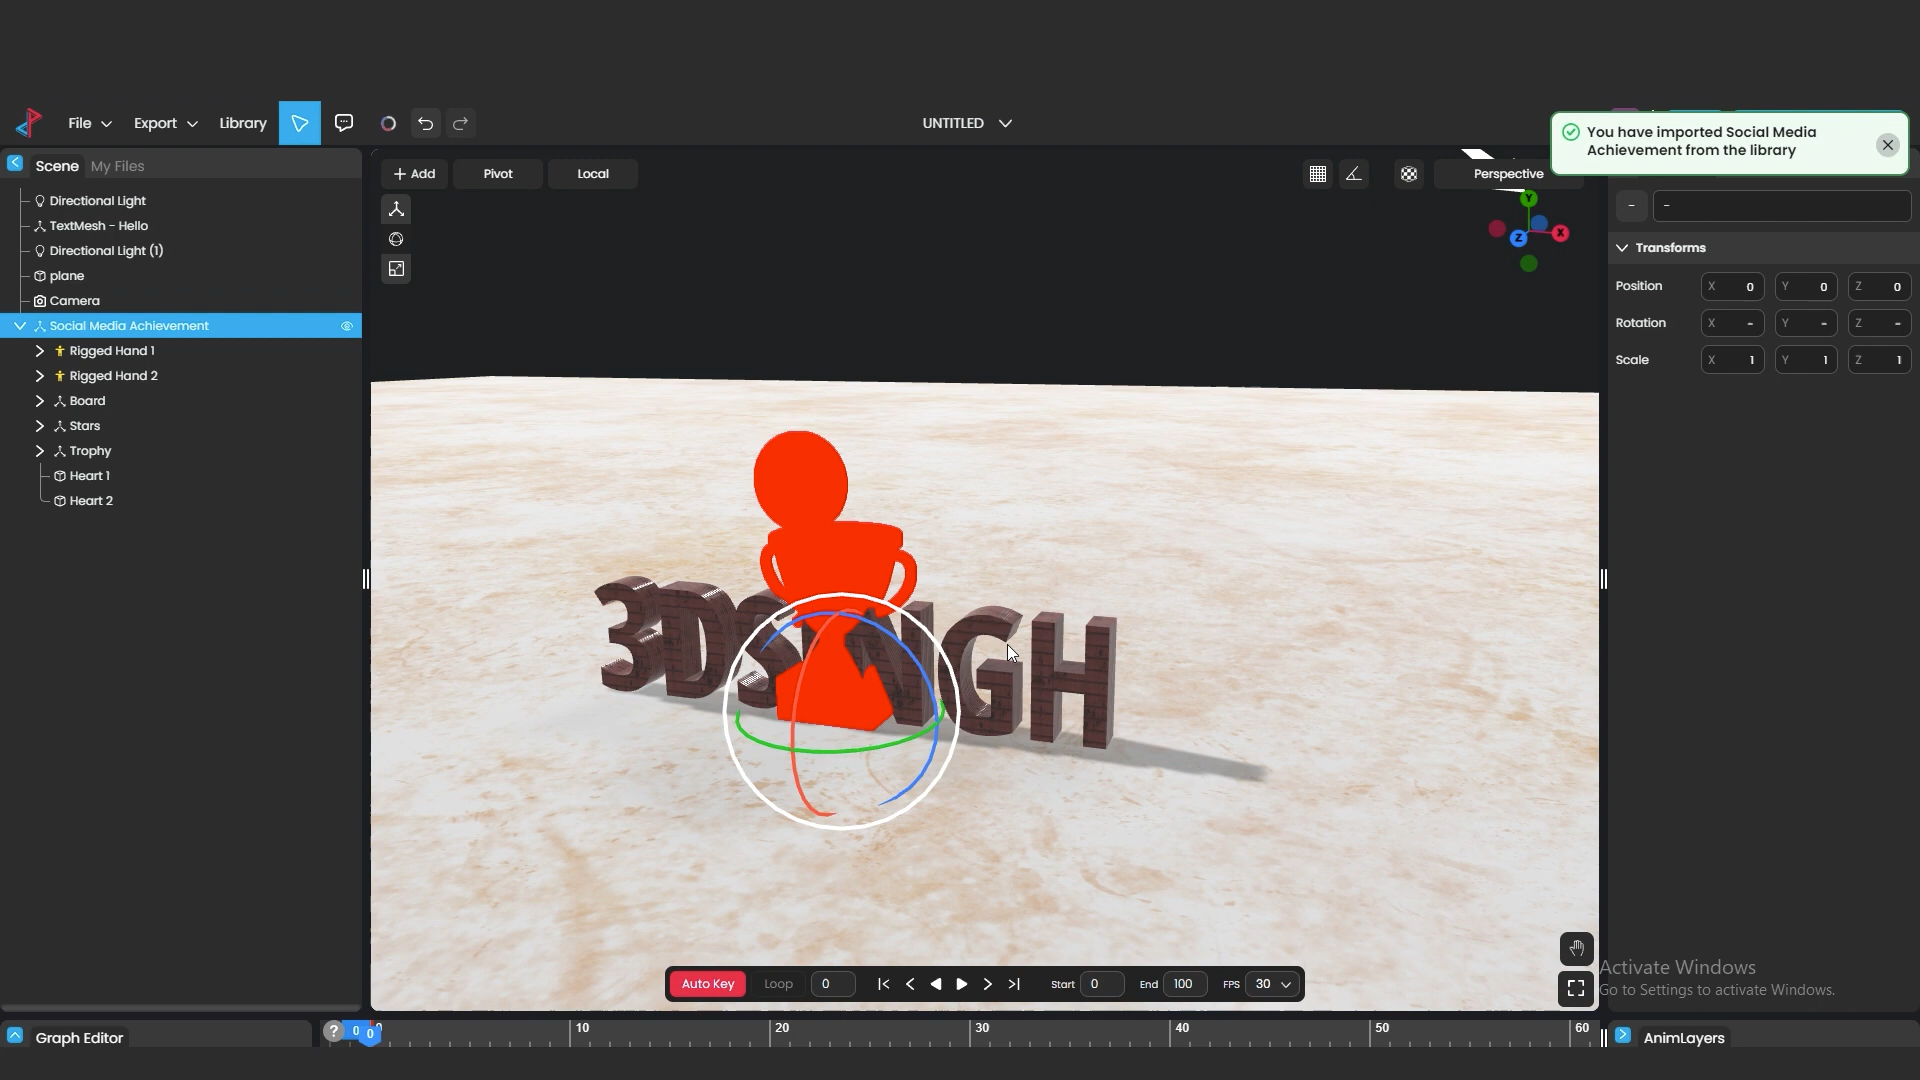 File
Export
Library
UNTITLED
You have imported Social Media
Achievement from the library
Scene
My Files
Directional Light
TextMesh - Hello
Directional Light (1)
plane
Camera
Social Media Achievement
Rigged Hand 1
Rigged Hand 2
Board
Stars
Trophy
Heart 1
Heart 2
+ Add
Pivot
Local
Perspective
Y
Z
X
-
-
Transforms
Position
X 0
Y 0
Z 0
Rotation
X -
Y -
Z -
Scale
X 1
Y 1
Z 1
3DSINGH
Auto Key
Loop
0
Start 0
End 100
FPS 30
Activate Windows
Go to Settings to activate Windows.
Graph Editor
?
0
0
10
20
30
40
50
60
AnimLayers